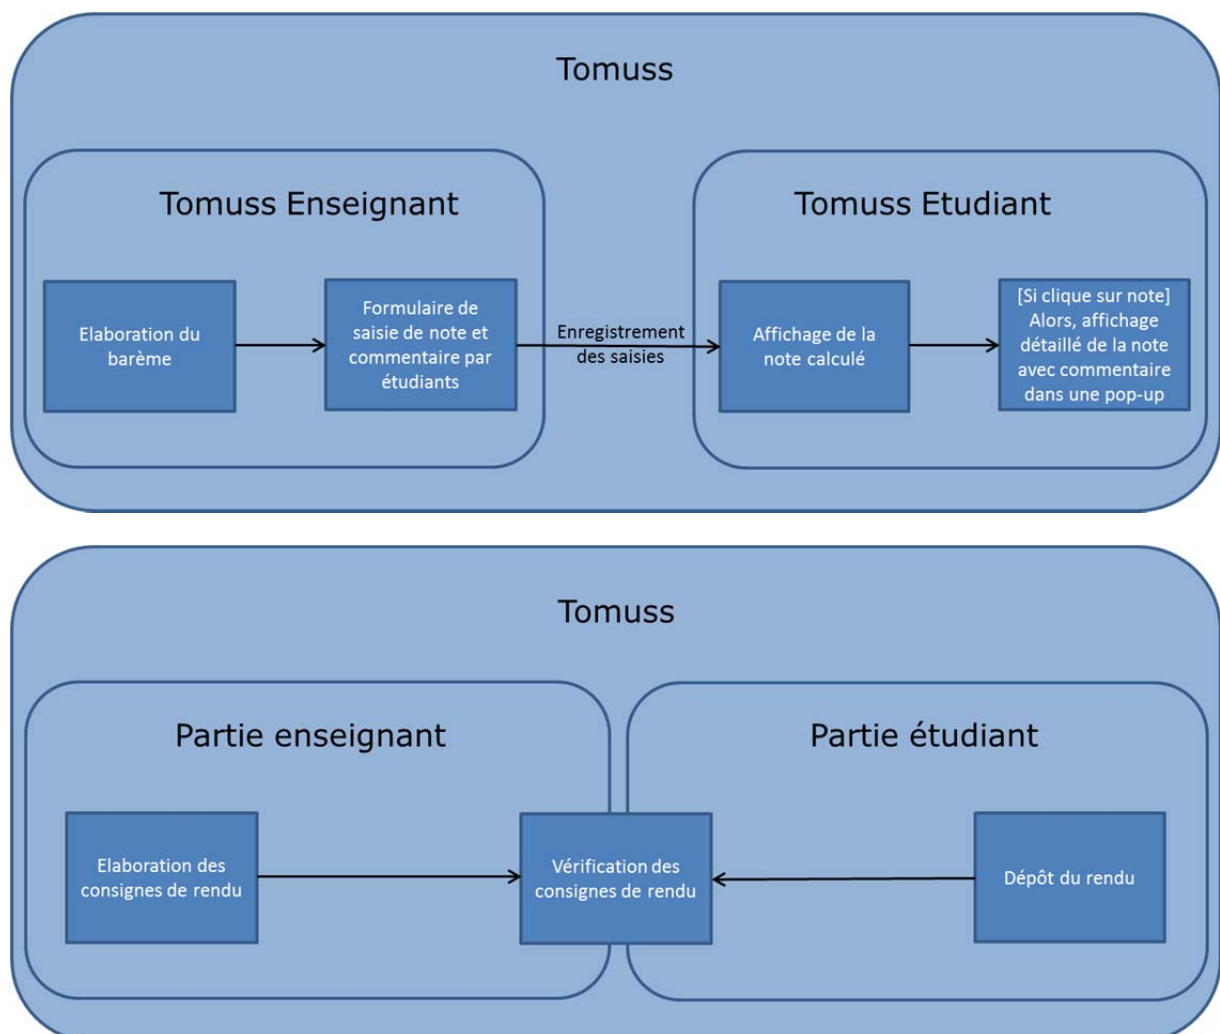 Tomuss
Tomuss Enseignant
Tomuss Etudiant
Elaboration du
barème
Formulaire de
saisie de note et
commentaire par
étudiants
Enregistrement
des saisies
Affichage de la
note calculé
[Si clique sur note]
Alors, affichage
détaillé de la note
avec commentaire
dans une pop-up
Tomuss
Partie enseignant
Partie étudiant
Elaboration des
consignes de rendu
Vérification des
consignes de rendu
Dépôt du rendu